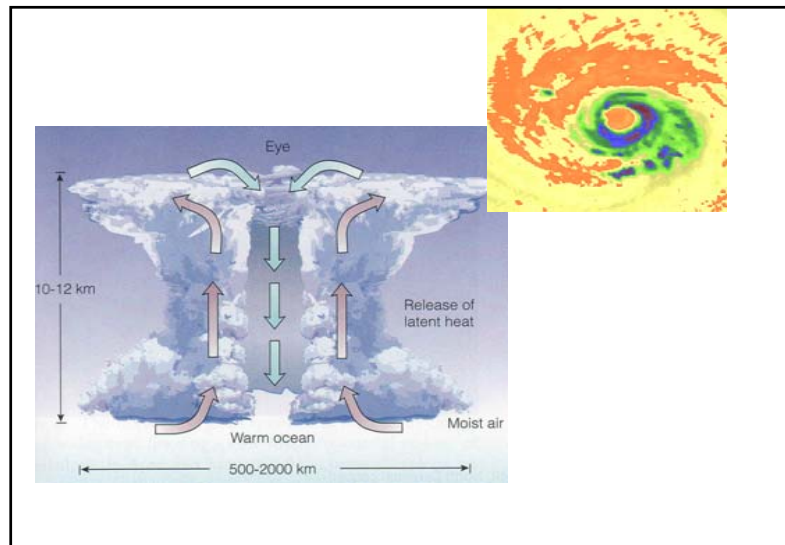 Eye
10-12 km
Release of
latent heat
Moist air
Warm ocean
500-2000 km